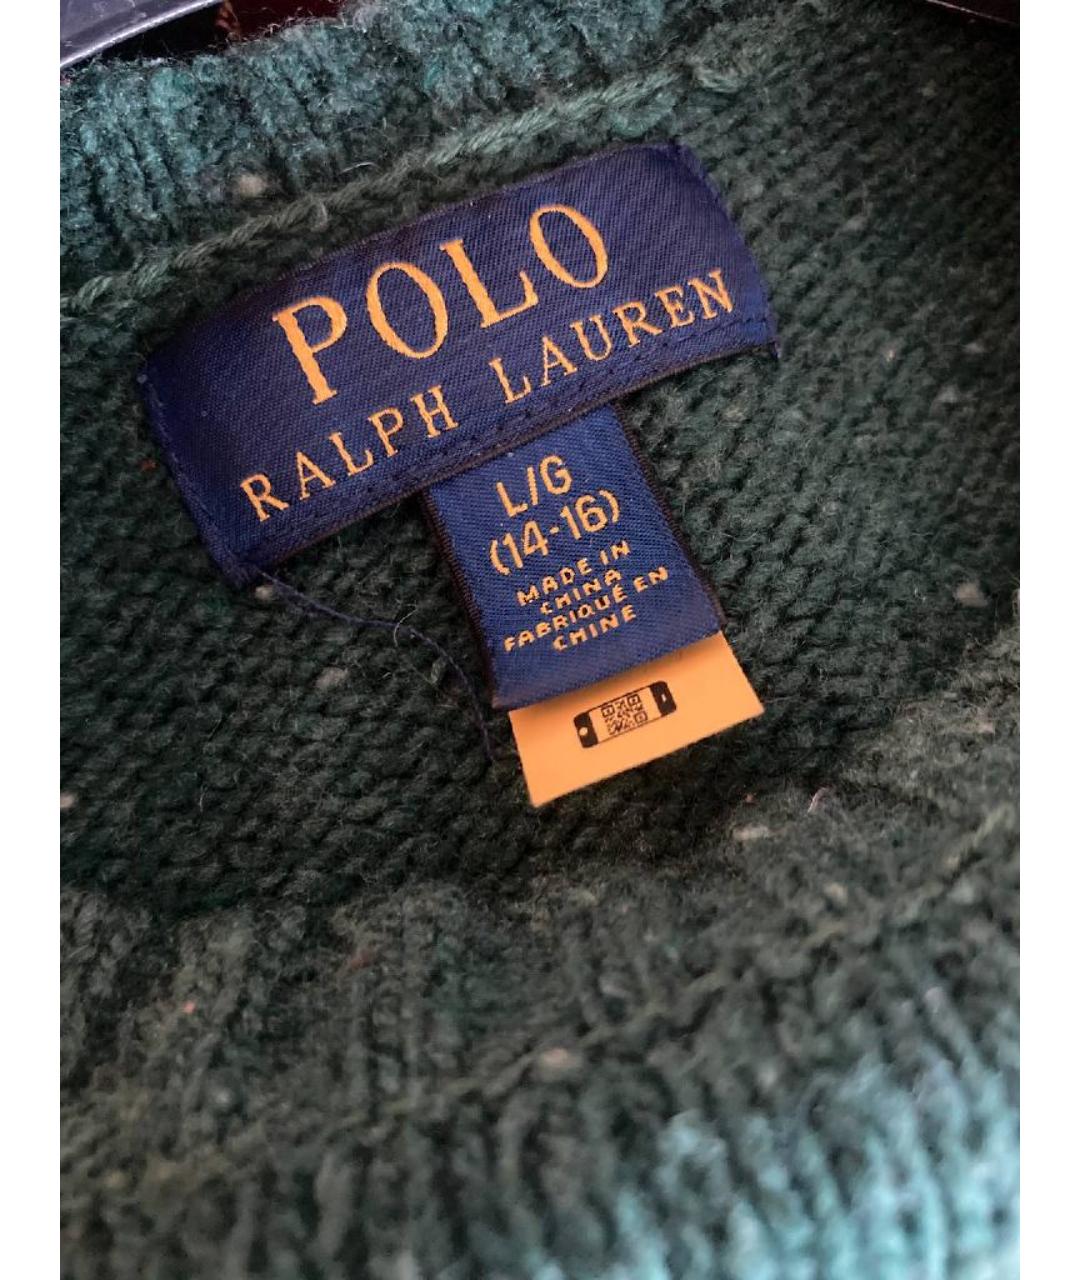 POLO
RALPH LAUREN
L/G
(14-16)
MADE IN
CHINA
FABRIQUÉ EN
CHINE